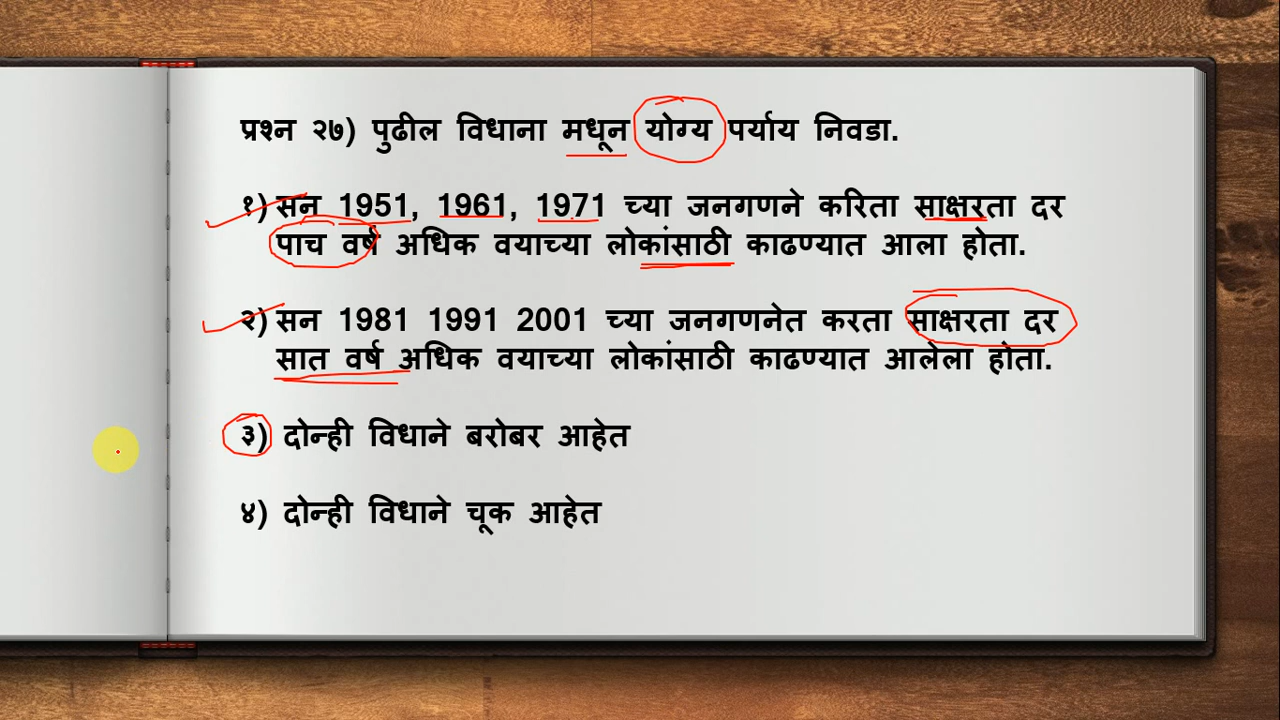 प्रश्न २७) पुढील विधाना मधून योग्य पर्याय निवडा.
१) सन 1951, 1961, 1971 च्या जनगणने करिता साक्षरता दर
पाच वर्ष अधिक वयाच्या लोकांसाठी काढण्यात आला होता.
२) सन 1981 1991 2001 च्या जनगणनेत करता साक्षरता दर
सात वर्ष अधिक वयाच्या लोकांसाठी काढण्यात आलेला होता.
३) दोन्ही विधाने बरोबर आहेत
४) दोन्ही विधाने चूक आहेत